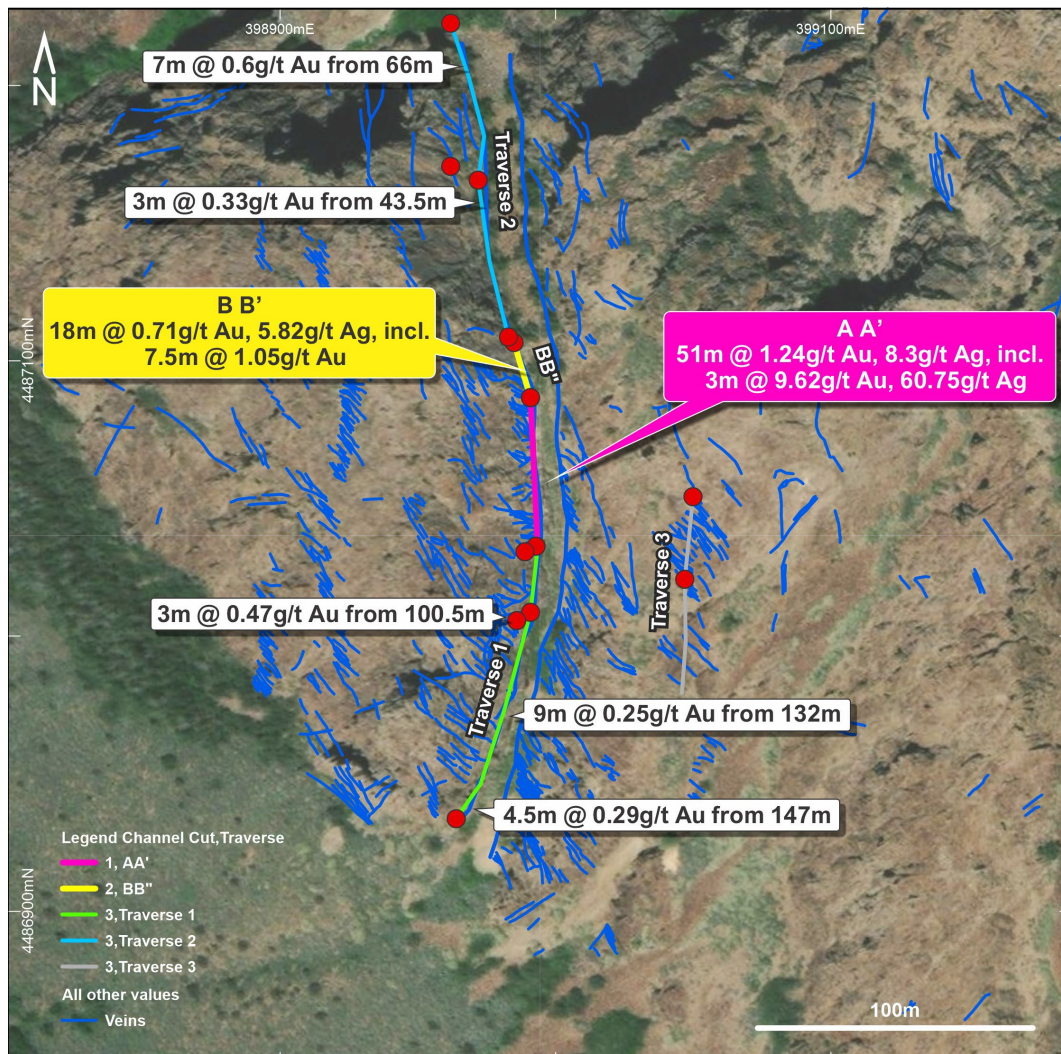 398900mE
399100mE
N
7m @ 0.6g/t Au from 66m
Traverse 2
3m @ 0.33g/t Au from 43.5m
B B’
18m @ 0.71g/t Au, 5.82g/t Ag, incl.
7.5m @ 1.05g/t Au
A A’
51m @ 1.24g/t Au, 8.3g/t Ag, incl.
3m @ 9.62g/t Au, 60.75g/t Ag
4487100mN
BB"
Traverse 3
3m @ 0.47g/t Au from 100.5m
Traverse 1
9m @ 0.25g/t Au from 132m
4.5m @ 0.29g/t Au from 147m
4486900mN
Legend Channel Cut,Traverse
1, AA'
2, BB"
3,Traverse 1
3,Traverse 2
3,Traverse 3
All other values
Veins
100m